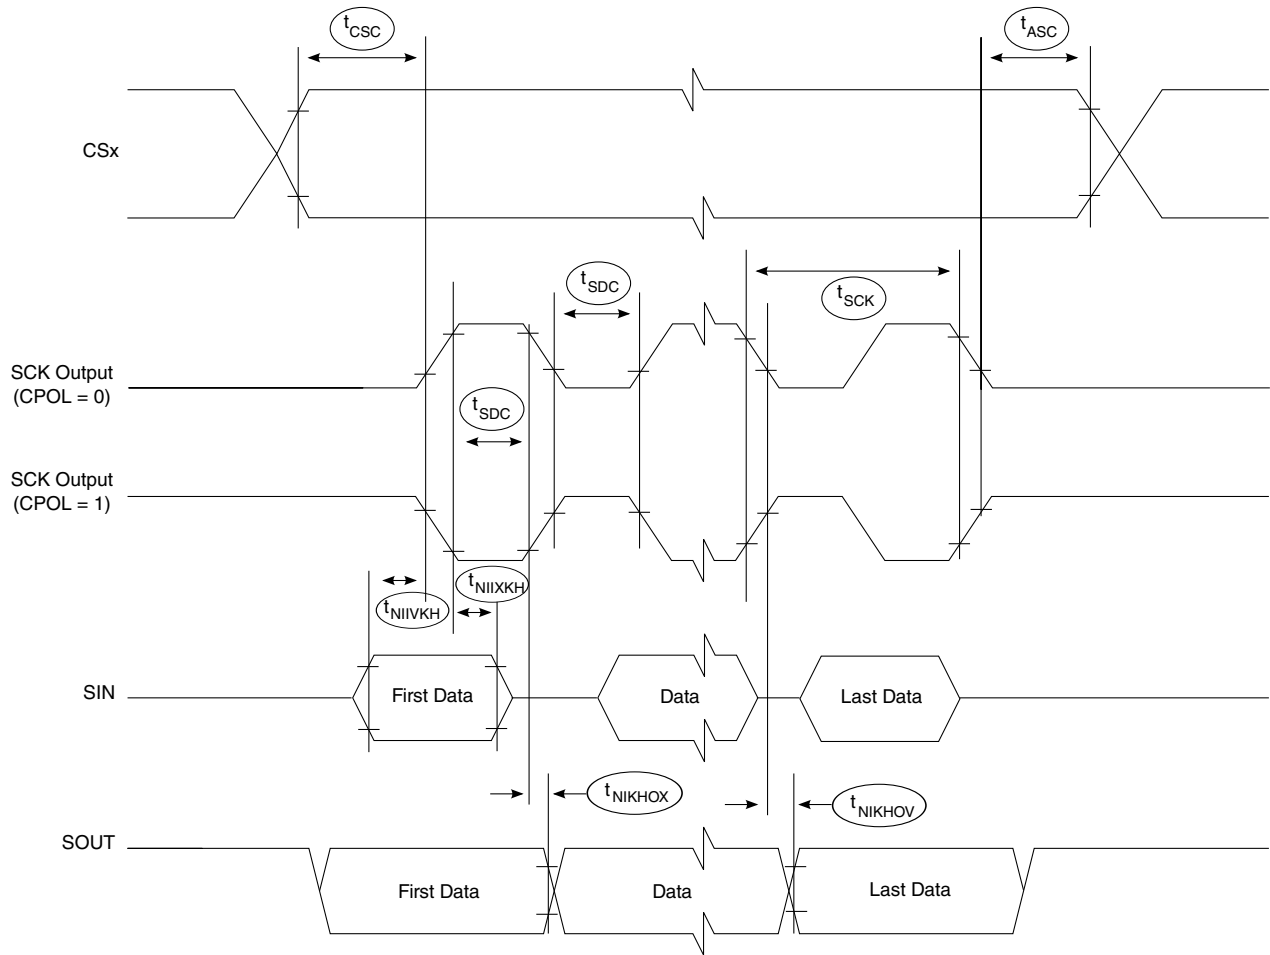 tCSC
tASC
CSx
tSDC
tSCK
SCK Output
(CPOL = 0)
tSDC
SCK Output
(CPOL = 1)
tNIIVKH
tNIIXKH
SIN
First Data
Data
Last Data
tNIKHOX
tNIKHOV
SOUT
First Data
Data
Last Data